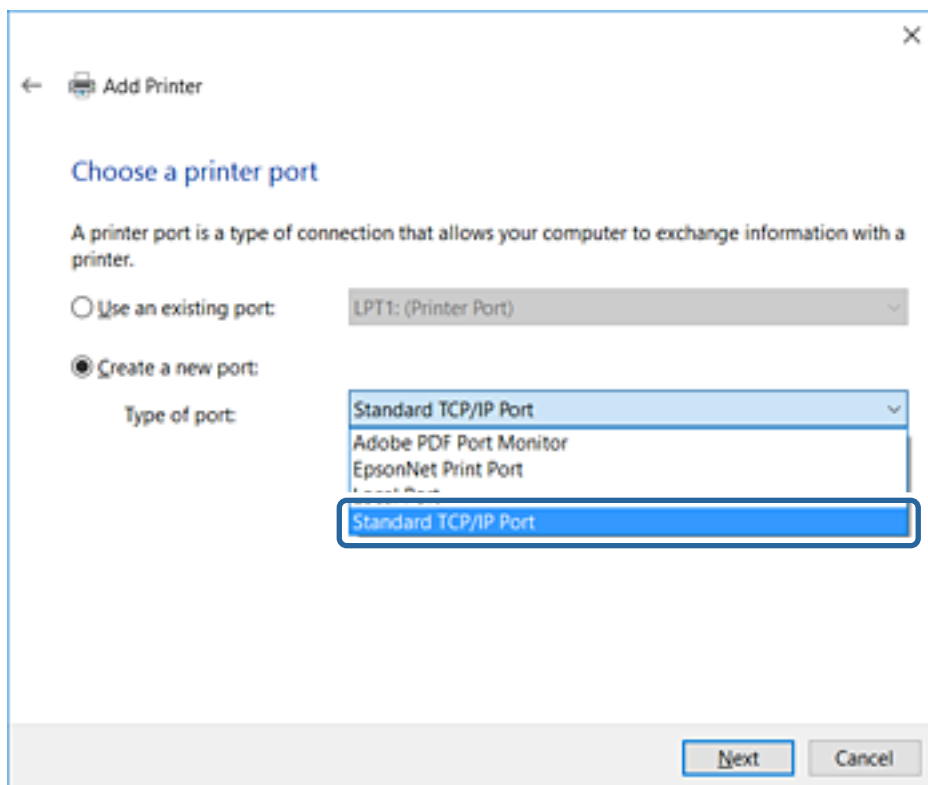 Add Printer
Choose a printer port
A printer port is a type of connection that allows your computer to exchange information with a
printer.
Use an existing port:
LPT1: (Printer Port)
Create a new port:
Type of port:
Standard TCP/IP Port
Adobe PDF Port Monitor
EpsonNet Print Port
Local Port
Standard TCP/IP Port
Next
Cancel